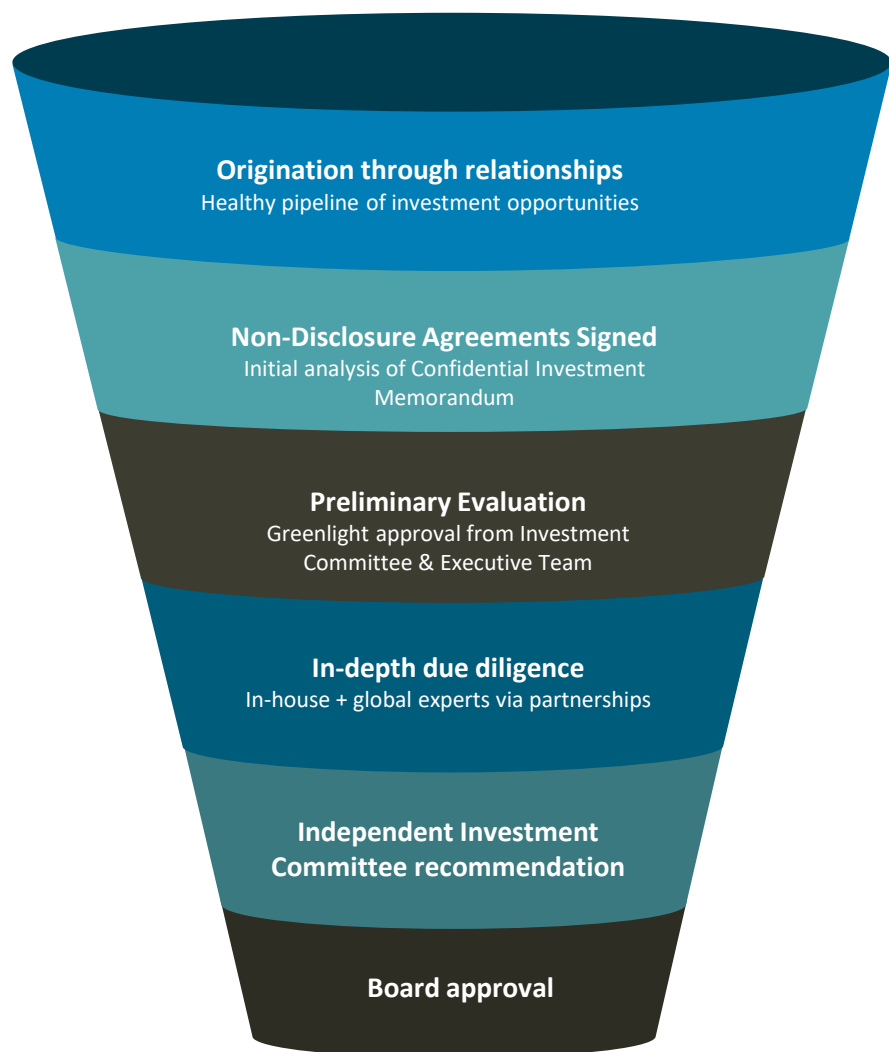 Origination through relationships
Healthy pipeline of investment opportunities
Non-Disclosure Agreements Signed
Initial analysis of Confidential Investment
Memorandum
Preliminary Evaluation
Greenlight approval from Investment
Committee & Executive Team
In-depth due diligence
In-house + global experts via partnerships
Independent Investment
Committee recommendation
Board approval